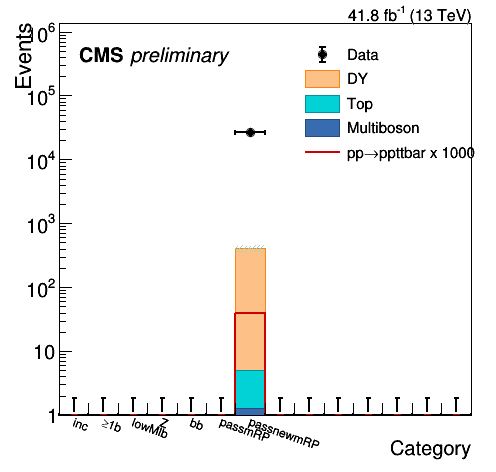 41.8 fb⁻¹ (13 TeV)
Events
CMS preliminary
Data
DY
Top
Multiboson
pp→ppttbar x 1000
10⁶
10⁵
10⁴
10³
10²
10
1
inc
≥1b
lowMlb
Z
bb
passmRP
passnewmRP
Category